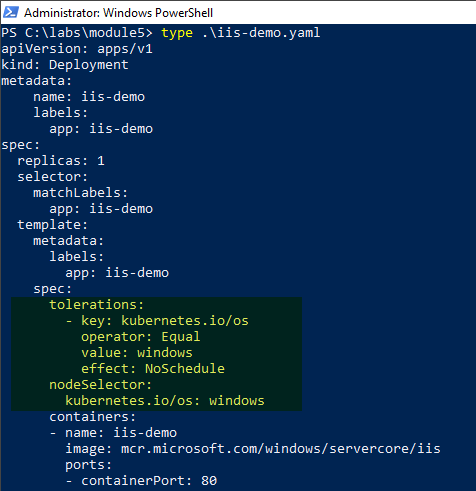 Administrator: Windows PowerShell
PS C:\labs\module5> type .\iis-demo.yaml
apiVersion: apps/v1
kind: Deployment
metadata:
    name: iis-demo
    labels:
      app: iis-demo
spec:
  replicas: 1
  selector:
    matchLabels:
      app: iis-demo
  template:
    metadata:
      labels:
        app: iis-demo
    spec:
      tolerations:
        - key: kubernetes.io/os
          operator: Equal
          value: windows
          effect: NoSchedule
      nodeSelector:
        kubernetes.io/os: windows
      containers:
      - name: iis-demo
        image: mcr.microsoft.com/windows/servercore/iis
        ports:
        - containerPort: 80